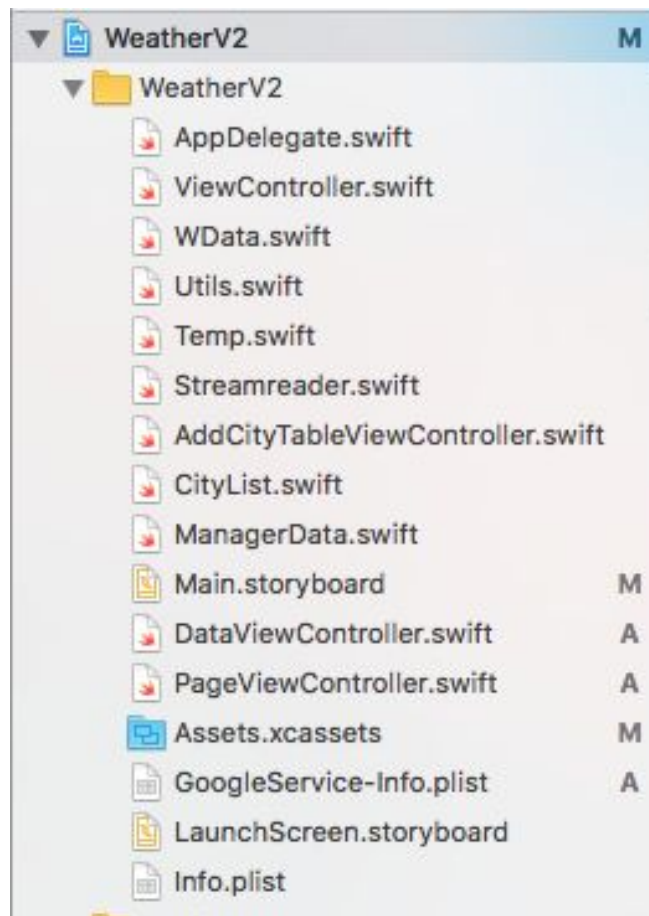 WeatherV2 M
WeatherV2
AppDelegate.swift
ViewController.swift
WData.swift
Utils.swift
Temp.swift
Streamreader.swift
AddCityTableViewController.swift
CityList.swift
ManagerData.swift
Main.storyboard M
DataViewController.swift A
PageViewController.swift A
Assets.xcassets M
GoogleService-Info.plist A
LaunchScreen.storyboard
Info.plist